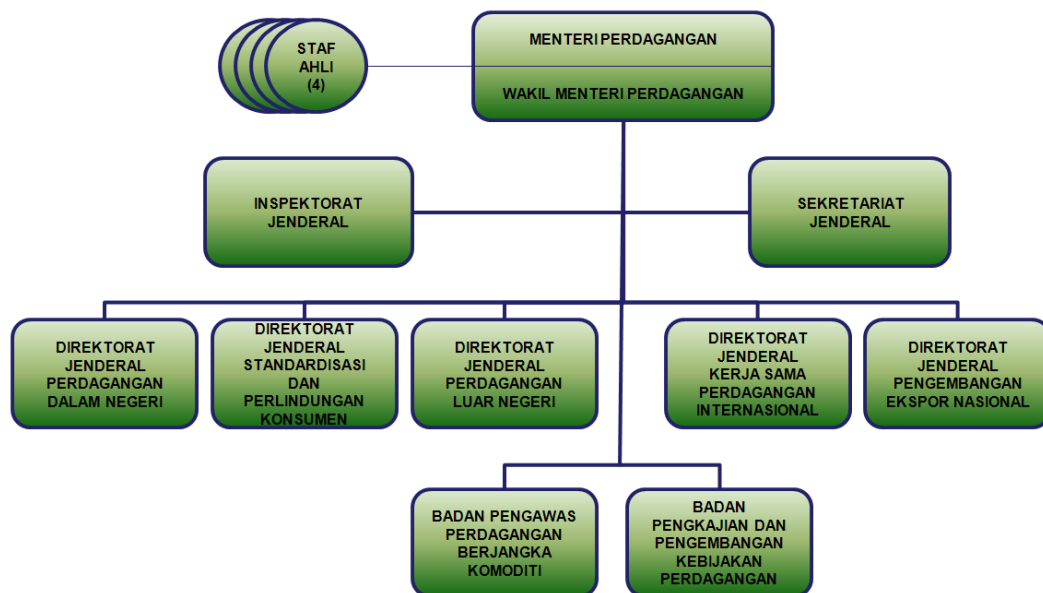 STAF
AHLI
(4)
MENTERI PERDAGANGAN
WAKIL MENTERI PERDAGANGAN
INSPEKTORAT
JENDERAL
SEKRETARIAT
JENDERAL
DIREKTORAT
JENDERAL
PERDAGANGAN
DALAM NEGERI
DIREKTORAT
JENDERAL
STANDARDISASI
DAN
PERLINDUNGAN
KONSUMEN
DIREKTORAT
JENDERAL
PERDAGANGAN
LUAR NEGERI
DIREKTORAT
JENDERAL
KERJA SAMA
PERDAGANGAN
INTERNASIONAL
DIREKTORAT
JENDERAL
PENGEMBANGAN
EKSPOR NASIONAL
BADAN PENGAWAS
PERDAGANGAN
BERJANGKA
KOMODITI
BADAN
PENGKAJIAN DAN
PENGEMBANGAN
KEBIJAKAN
PERDAGANGAN